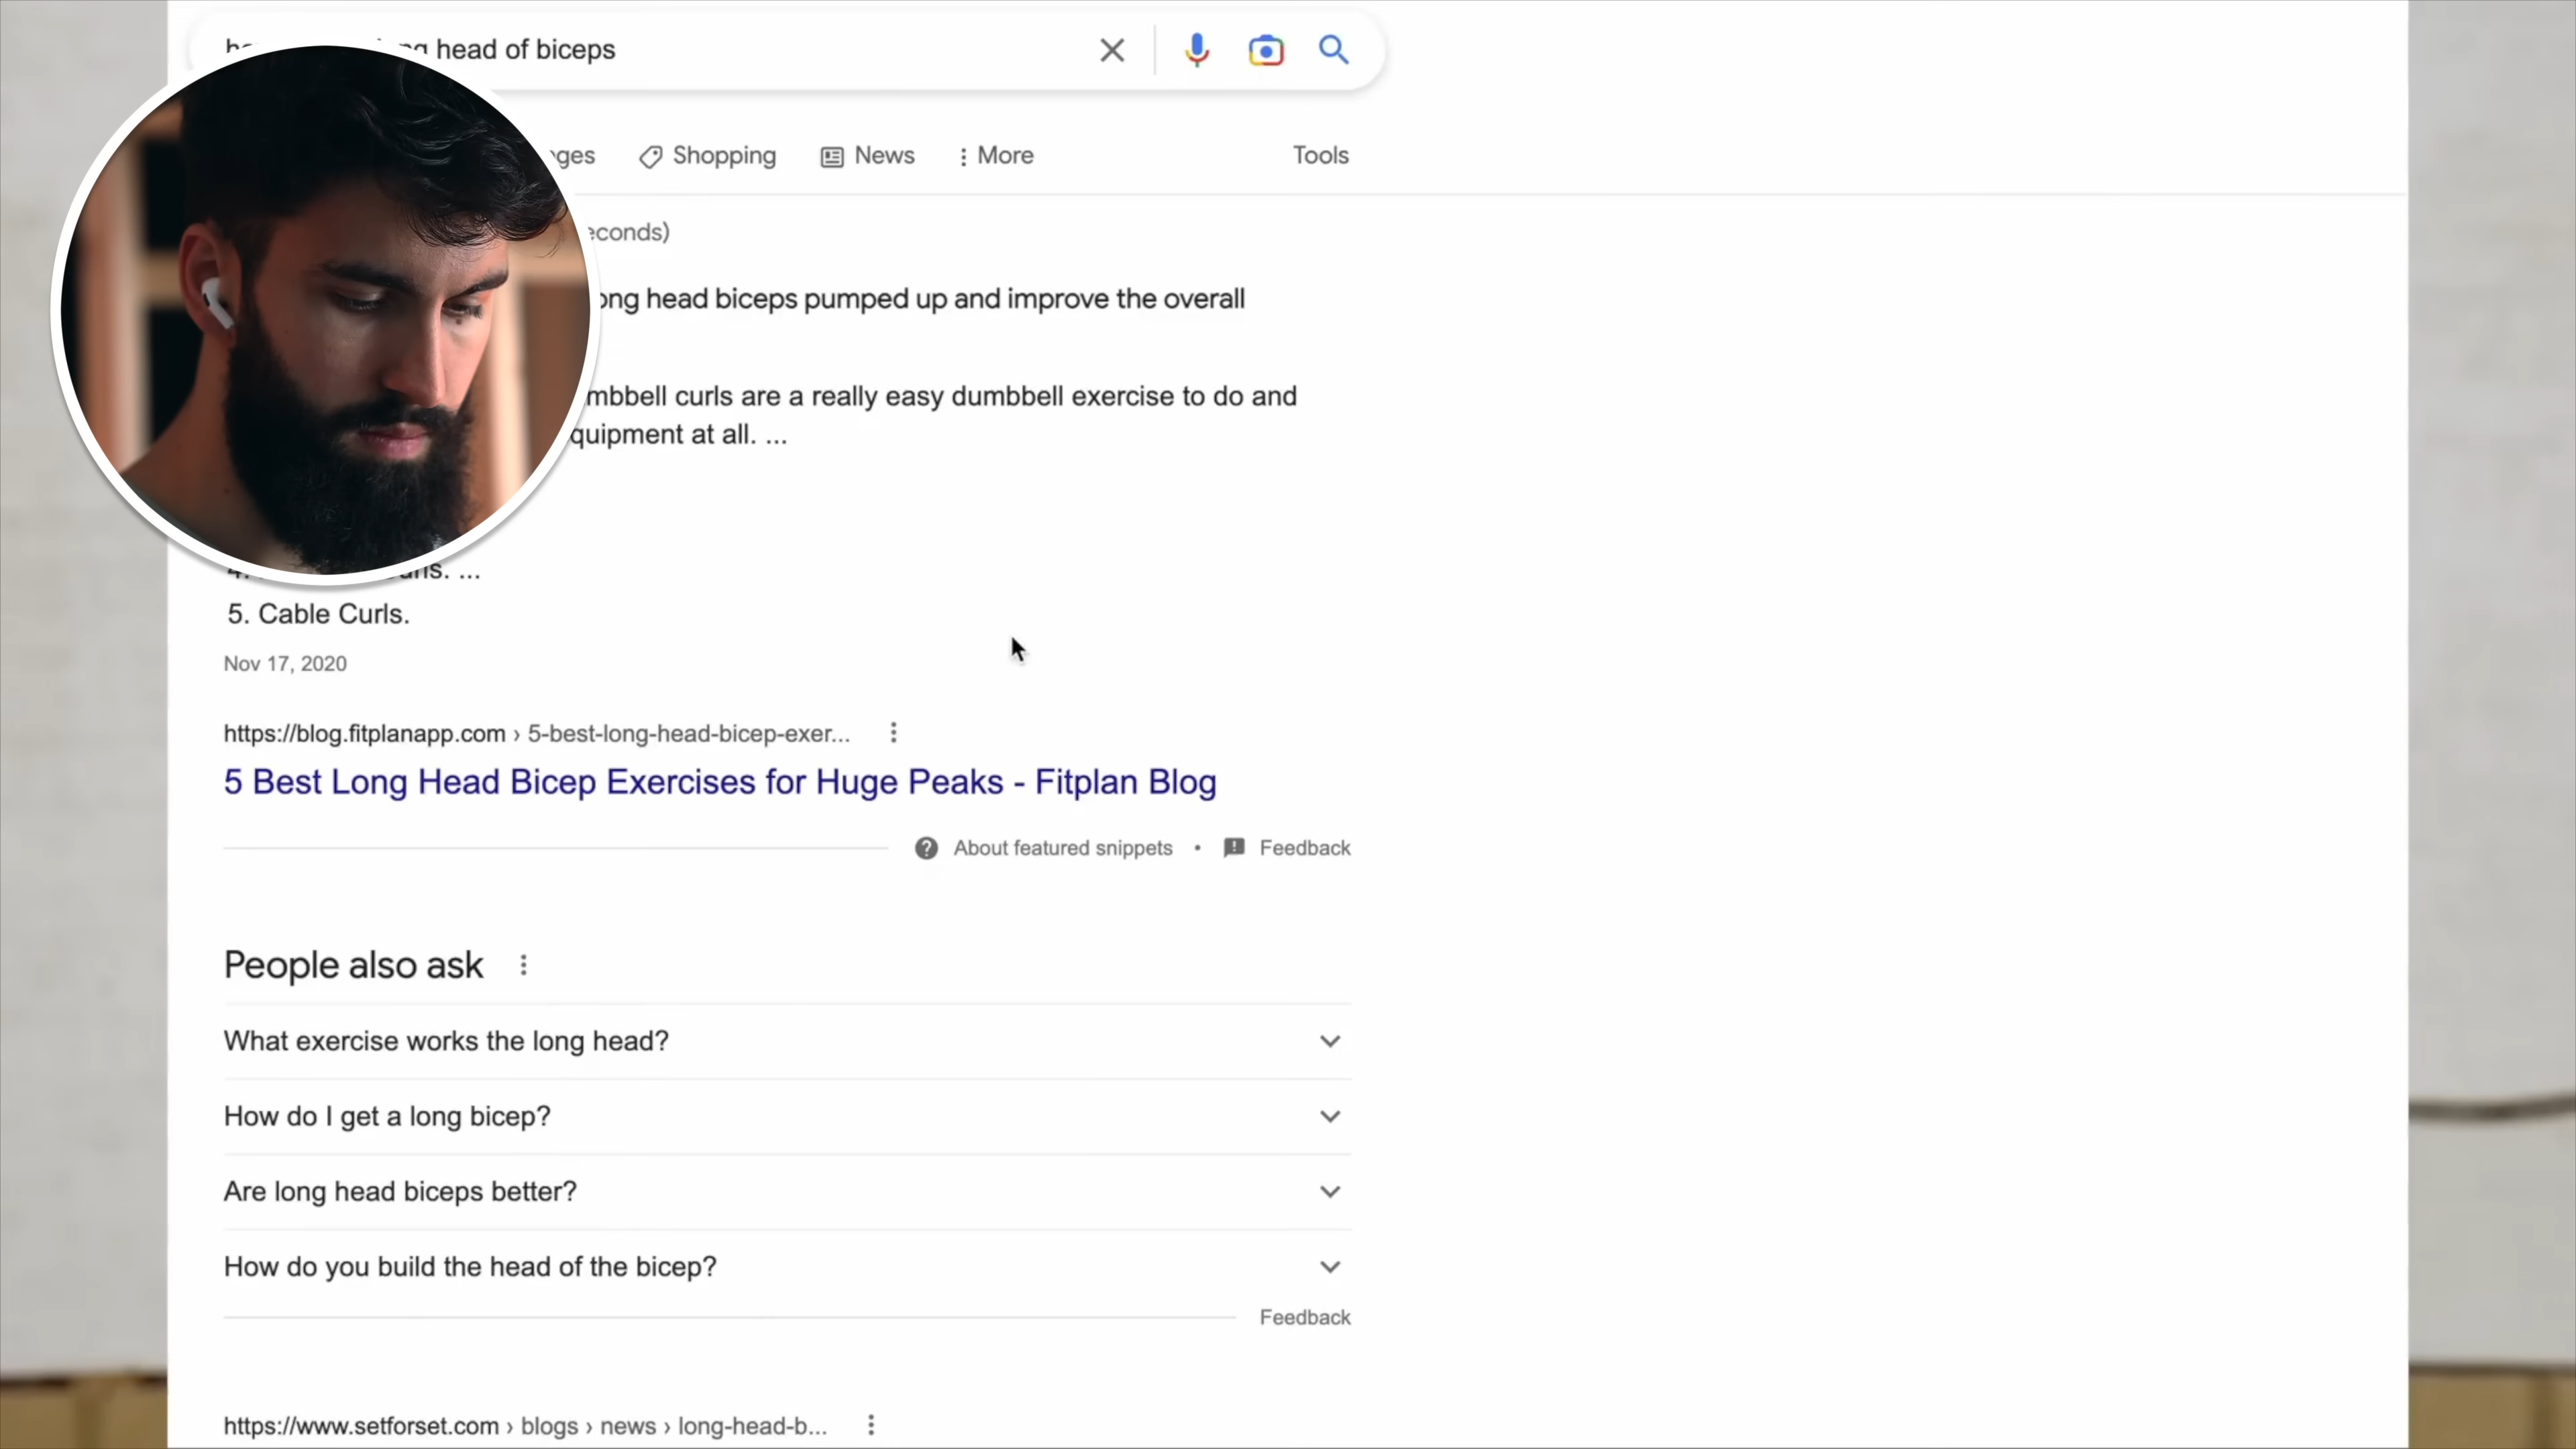 head of biceps
Shopping News More Tools
ong head biceps pumped up and improve the overall
mbbell curls are a really easy dumbbell exercise to do and
quipment at all. ...
5. Cable Curls.
Nov 17, 2020
https://blog.fitplanapp.com › 5-best-long-head-bicep-exer...
5 Best Long Head Bicep Exercises for Huge Peaks - Fitplan Blog
About featured snippets • Feedback
People also ask
What exercise works the long head?
How do I get a long bicep?
Are long head biceps better?
How do you build the head of the bicep?
Feedback
https://www.setforset.com › blogs › news › long-head-b...